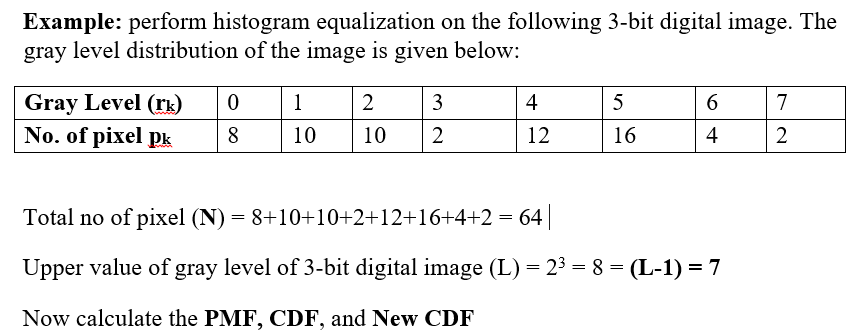 Example: perform histogram equalization on the following 3-bit digital image. The
gray level distribution of the image is given below:
Gray Level (rk) 0 1 2 3 4 5 6 7
No. of pixel pk 8 10 10 2 12 16 4 2
Total no of pixel (N) = 8+10+10+2+12+16+4+2 = 64
Upper value of gray level of 3-bit digital image (L) = 2³ = 8 = (L-1) = 7
Now calculate the PMF, CDF, and New CDF